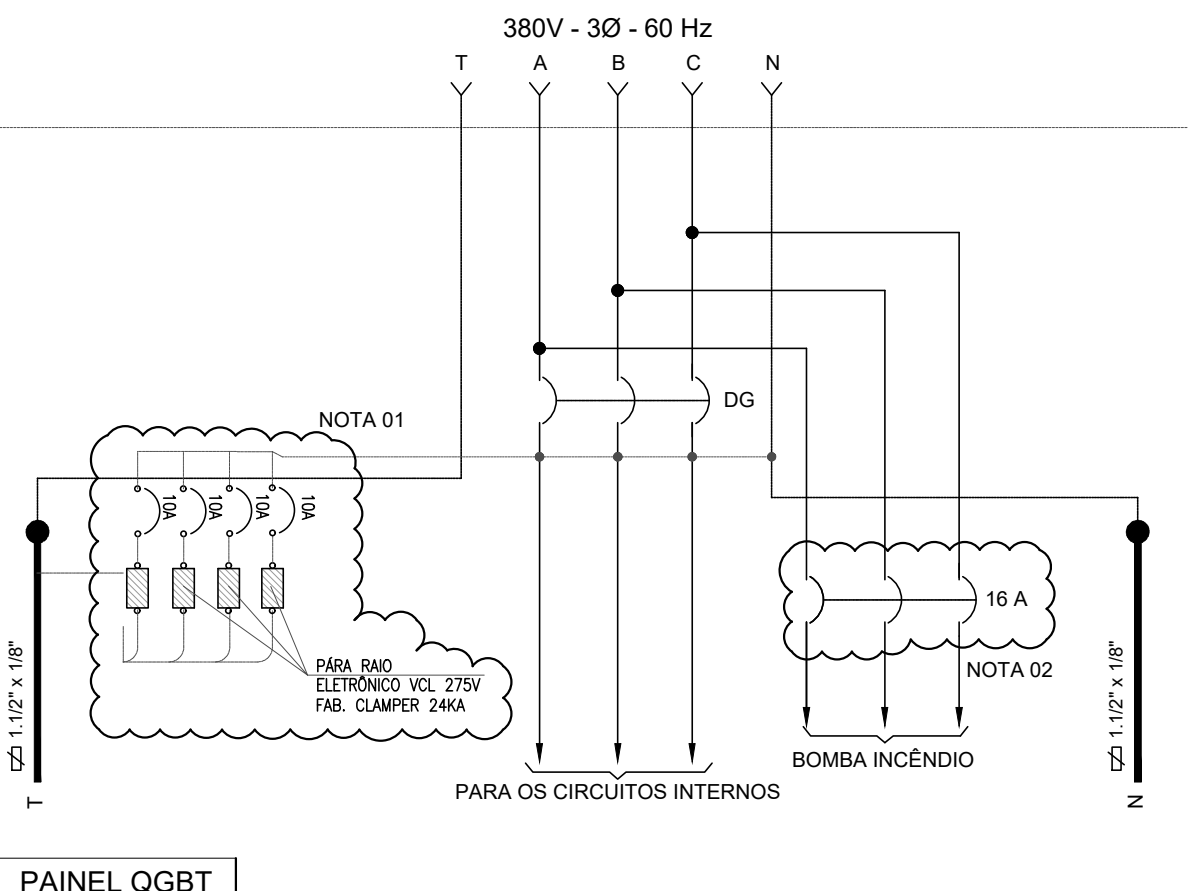 380V - 3Ø - 60 Hz
T A B C N
DG
NOTA 01
10A 10A 10A 10A
16 A
NOTA 02
PÁRA RAIO
ELETRÔNICO VCL 275V
FAB. CLAMPER 24KA
1.1/2" x 1/8"
T
BOMBA INCÊNDIO
PARA OS CIRCUITOS INTERNOS
1.1/2" x 1/8"
N
PAINEL QGBT